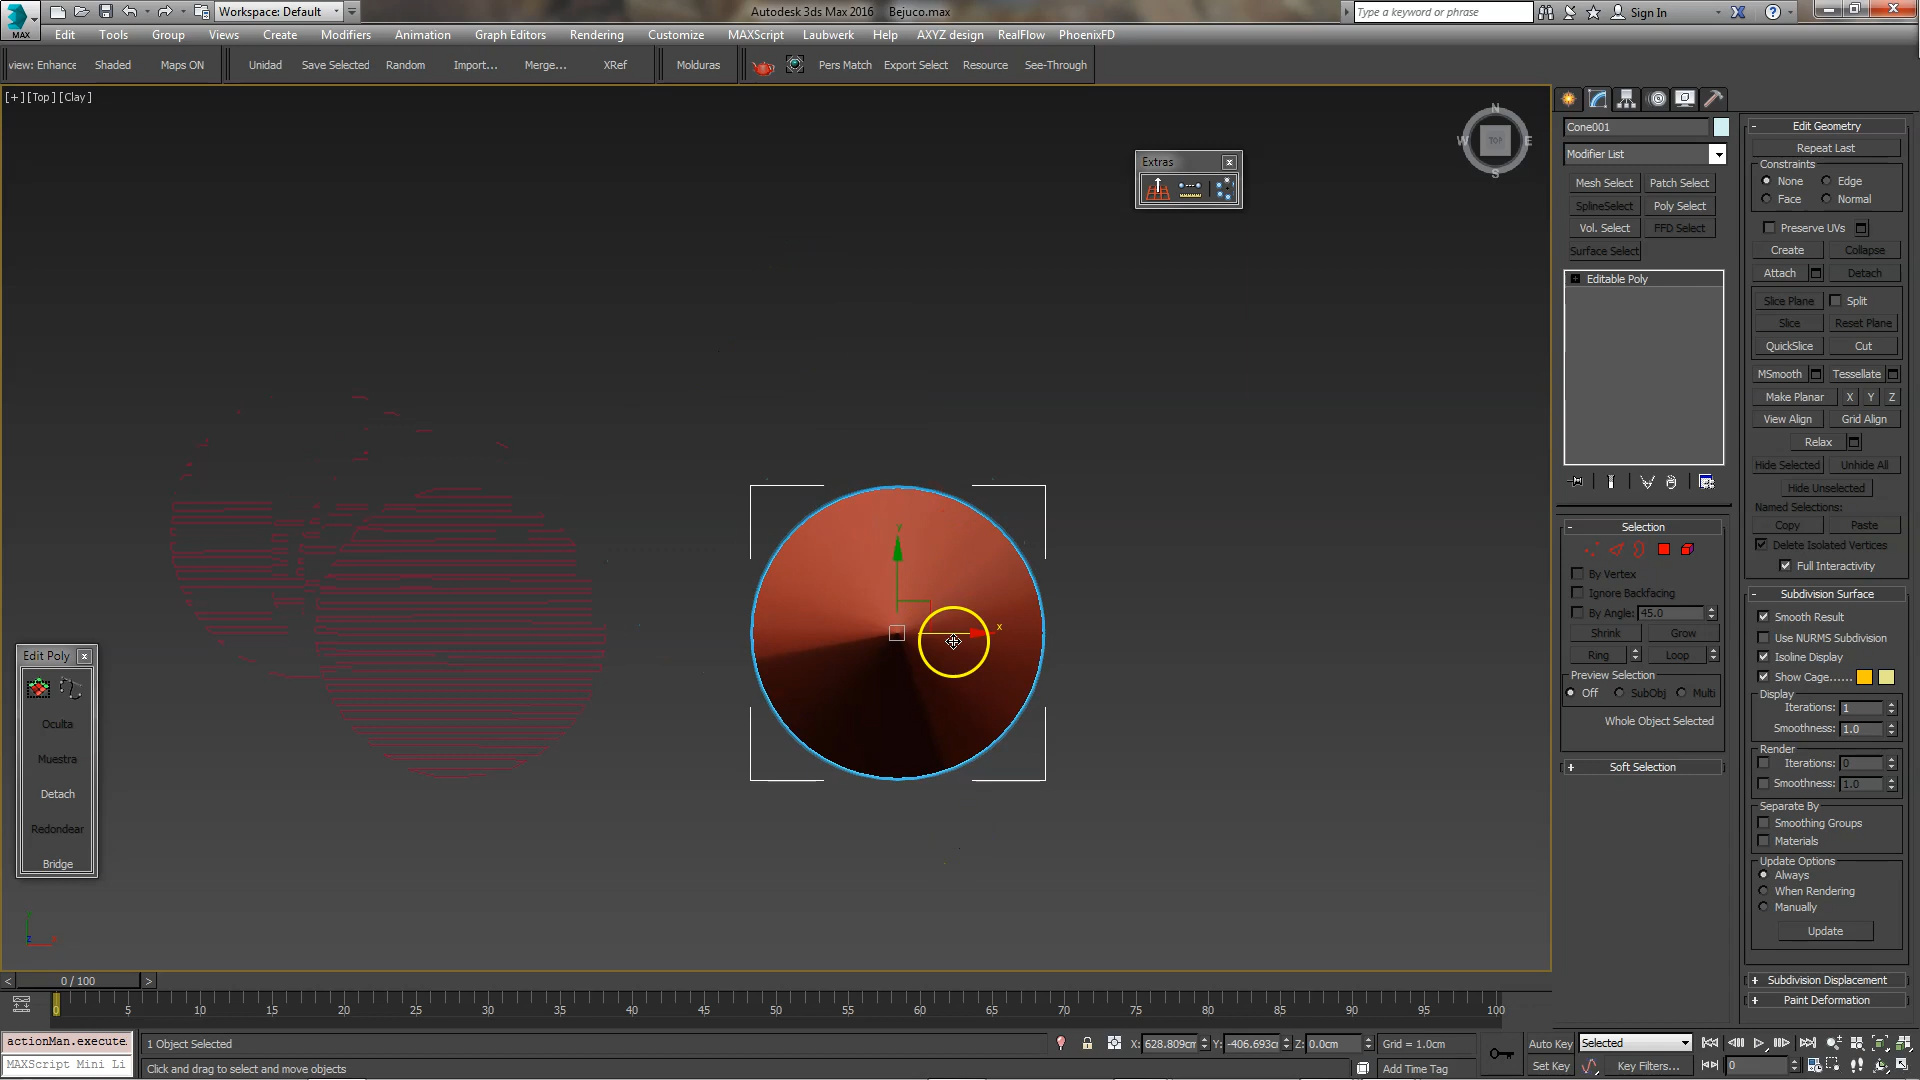 MAX
Workspace: Default
Autodesk 3ds Max 2016 Bejuco.max
Type a keyword or phrase
Sign In
Edit Tools Group Views Create Modifiers Animation Graph Editors Rendering Customize MAXScript Laubwerk Help AXYZ design RealFlow PhoenixFD
view: Enhance Shaded Maps ON Unidad Save Selected Random Import... Merge... XRef Molduras Pers Match Export Select Resource See-Through
[+] [Top] [Clay]
N
W TOP E
S
Extras
y
x
Edit Poly
Oculta
Muestra
Detach
Redondear
Bridge
Cone001
Modifier List
Mesh Select Patch Select
SplineSelect Poly Select
Vol. Select FFD Select
Surface Select
Editable Poly
Selection
By Vertex
Ignore Backfacing
By Angle: 45.0
Shrink Grow
Ring Loop
Preview Selection
Off SubObj Multi
Whole Object Selected
Soft Selection
Edit Geometry
Repeat Last
Constraints
None Edge
Face Normal
Preserve UVs
Create Collapse
Attach Detach
Slice Plane Split
Slice Reset Plane
QuickSlice Cut
MSmooth Tessellate
Make Planar X Y Z
View Align Grid Align
Relax
Hide Selected Unhide All
Hide Unselected
Named Selections:
Copy Paste
Delete Isolated Vertices
Full Interactivity
Subdivision Surface
Smooth Result
Use NURMS Subdivision
Isoline Display
Show Cage......
Display
Iterations: 1
Smoothness: 1.0
Render
Iterations: 0
Smoothness: 1.0
Separate By
Smoothing Groups
Materials
Update Options
Always
When Rendering
Manually
Update
Subdivision Displacement
Paint Deformation
< 0 / 100 >
0 5 10 15 20 25 30 35 40 45 50 55 60 65 70 75 80 85 90 95 100
actionMan.execute
MAXScript Mini Li
1 Object Selected
Click and drag to select and move objects
X: 628.809cm Y: -406.693cm Z: 0.0cm Grid = 1.0cm
Add Time Tag
Auto Key Selected
Set Key Key Filters...
0